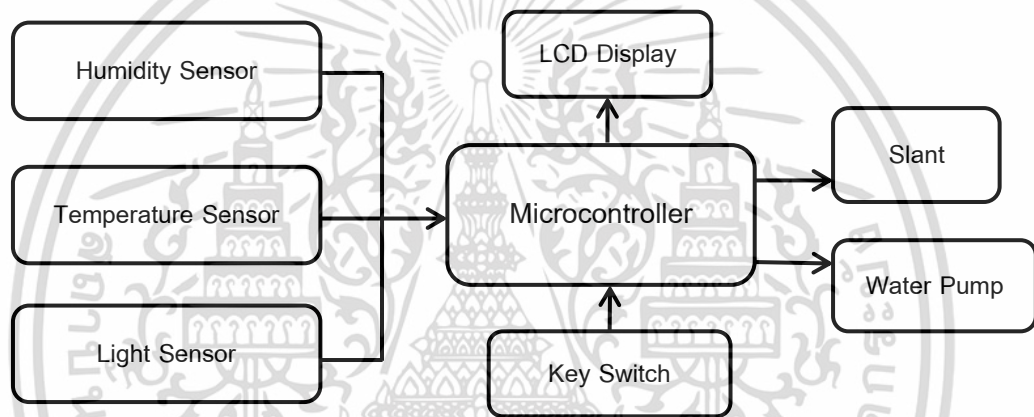 Humidity Sensor
LCD Display
Slant
Temperature Sensor
Microcontroller
Water Pump
Light Sensor
Key Switch